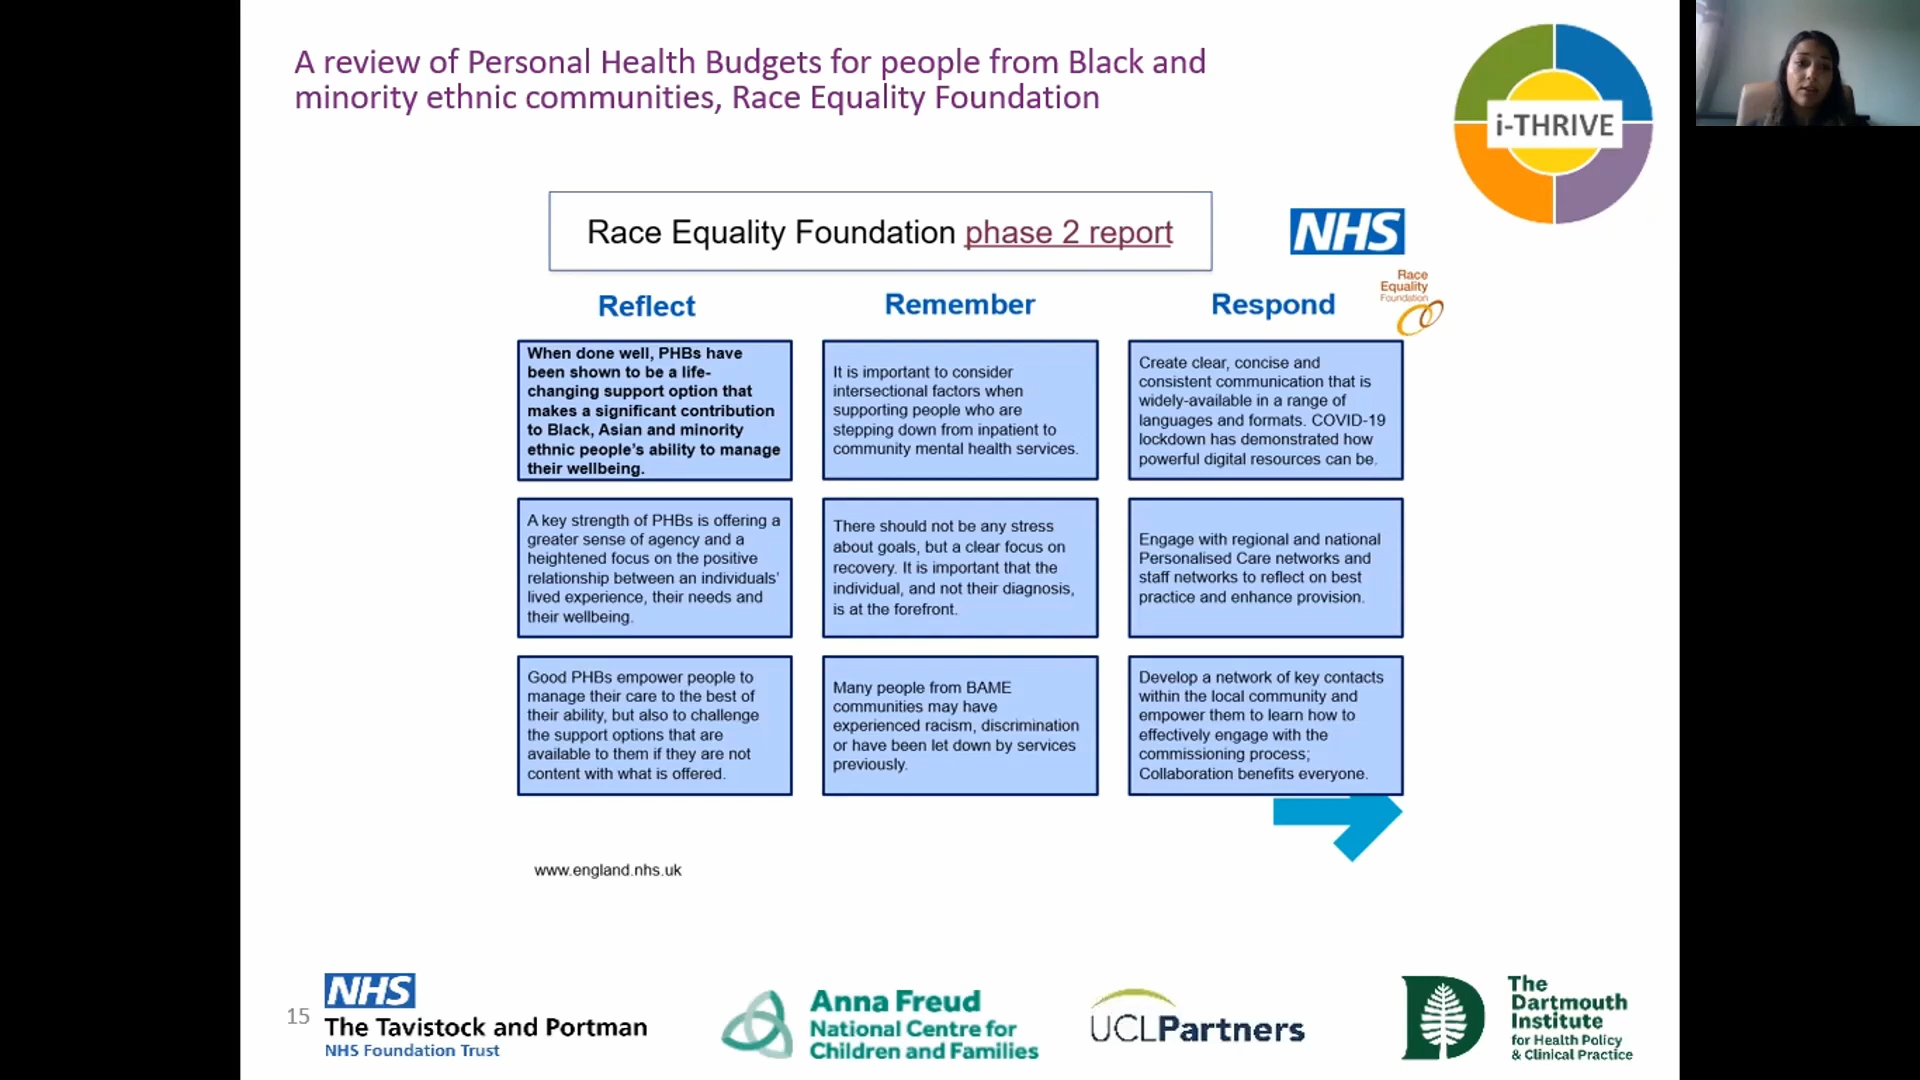 A review of Personal Health Budgets for people from Black and
minority ethnic communities, Race Equality Foundation
i-THRIVE
Race Equality Foundation phase 2 report
NHS
Race
Equality
Foundation
Reflect
Remember
Respond
When done well, PHBs have
been shown to be a life-
changing support option that
makes a significant contribution
to Black, Asian and minority
ethnic people's ability to manage
their wellbeing.
It is important to consider
intersectional factors when
supporting people who are
stepping down from inpatient to
community mental health services.
Create clear, concise and
consistent communication that is
widely-available in a range of
languages and formats. COVID-19
lockdown has demonstrated how
powerful digital resources can be.
A key strength of PHBs is offering a
greater sense of agency and a
heightened focus on the positive
relationship between an individuals'
lived experience, their needs and
their wellbeing.
There should not be any stress
about goals, but a clear focus on
recovery. It is important that the
individual, and not their diagnosis,
is at the forefront.
Engage with regional and national
Personalised Care networks and
staff networks to reflect on best
practice and enhance provision.
Good PHBs empower people to
manage their care to the best of
their ability, but also to challenge
the support options that are
available to them if they are not
content with what is offered.
Many people from BAME
communities may have
experienced racism, discrimination
or have been let down by services
previously.
Develop a network of key contacts
within the local community and
empower them to learn how to
effectively engage with the
commissioning process;
Collaboration benefits everyone.
www.england.nhs.uk
15
NHS
The Tavistock and Portman
NHS Foundation Trust
Anna Freud
National Centre for
Children and Families
UCLPartners
The
Dartmouth
Institute
for Health Policy
& Clinical Practice